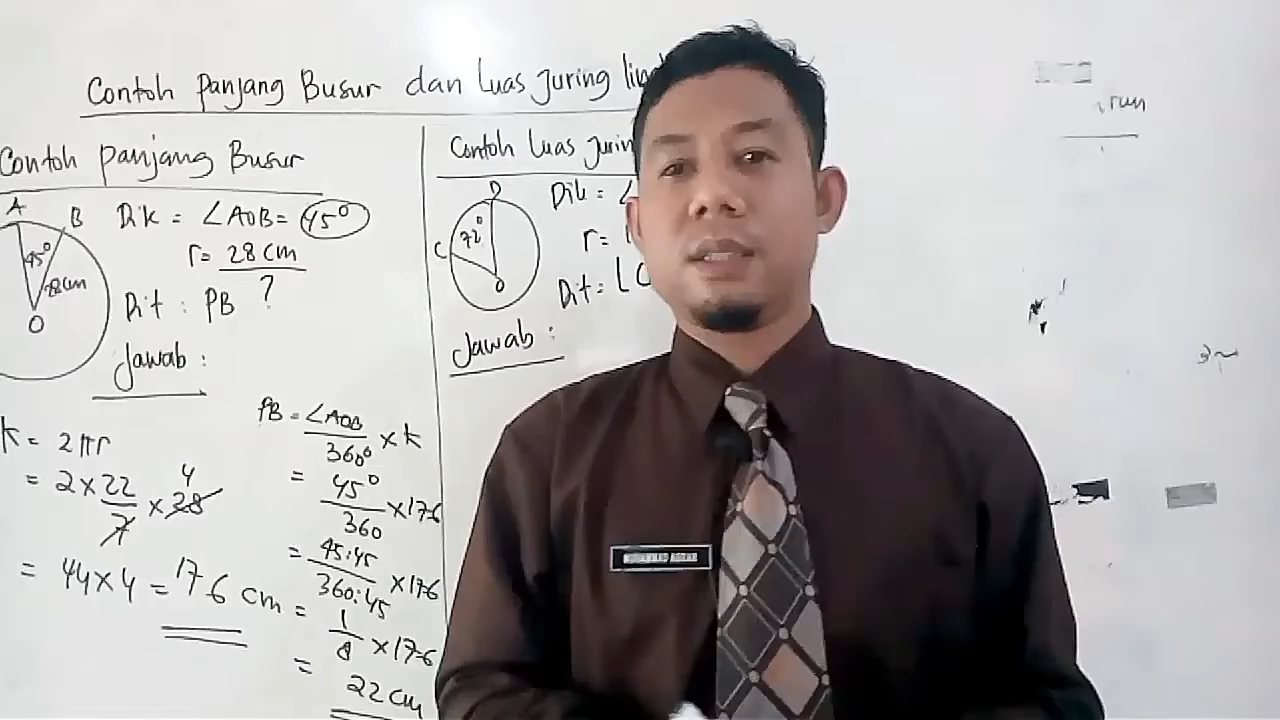 Contoh Panjang Busur dan Luas Juring
Contoh Panjang Busur
A
B
45°
28cm
O
Dik = ∠AOB = 45°
r = 28 cm
Dit : PB ?
Jawab :
K = 2πr
= 2 × 22/7 × 28 4
= 44 × 4 = 176 cm
PB = ∠AOB/360° × K
= 45°/360 × 176
= 45:45/360:45 × 176
= 1/8 × 176
= 22 cm
Contoh Luas Jurin
D
C
72°
O
Dik = ∠
r =
Dit = L
Jawab :